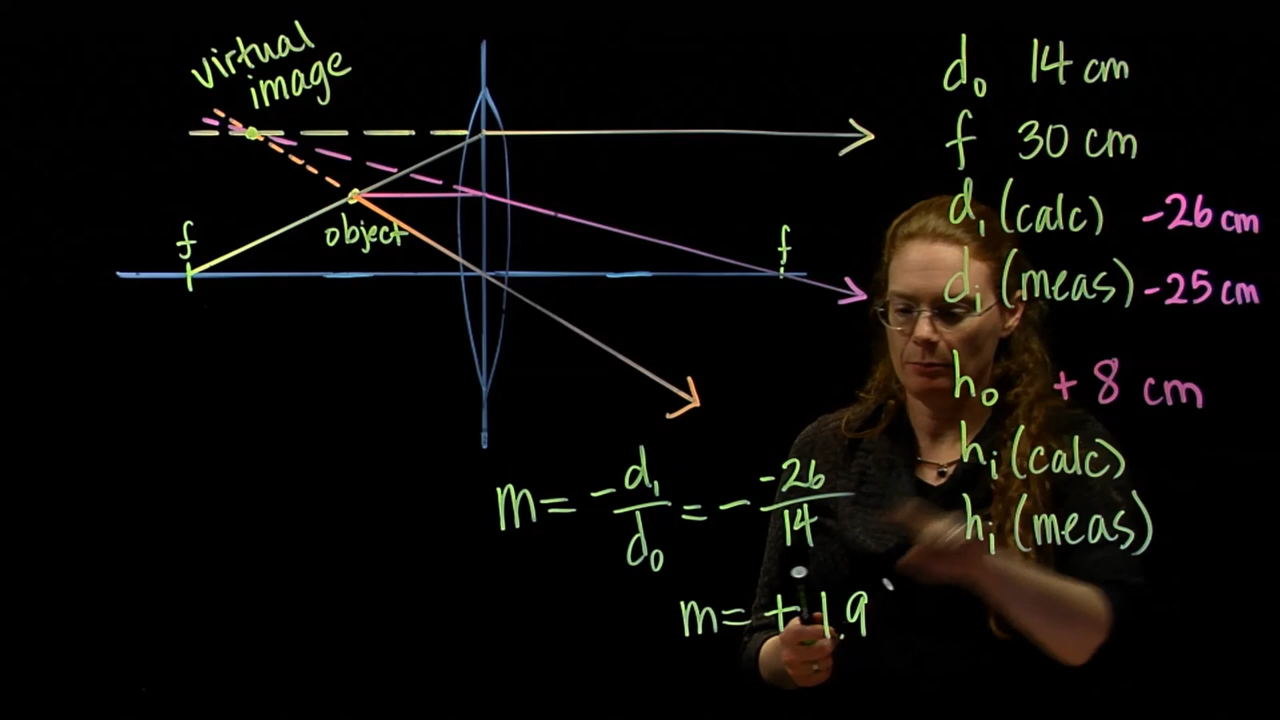 virtual
image
f
object
f
d₀ 14 cm
f 30 cm
dᵢ (calc) -26 cm
dᵢ (meas) -25 cm
h₀ + 8 cm
hᵢ (calc)
hᵢ (meas)
m = - dᵢ/d₀ = - -26/14
m = + 1.9